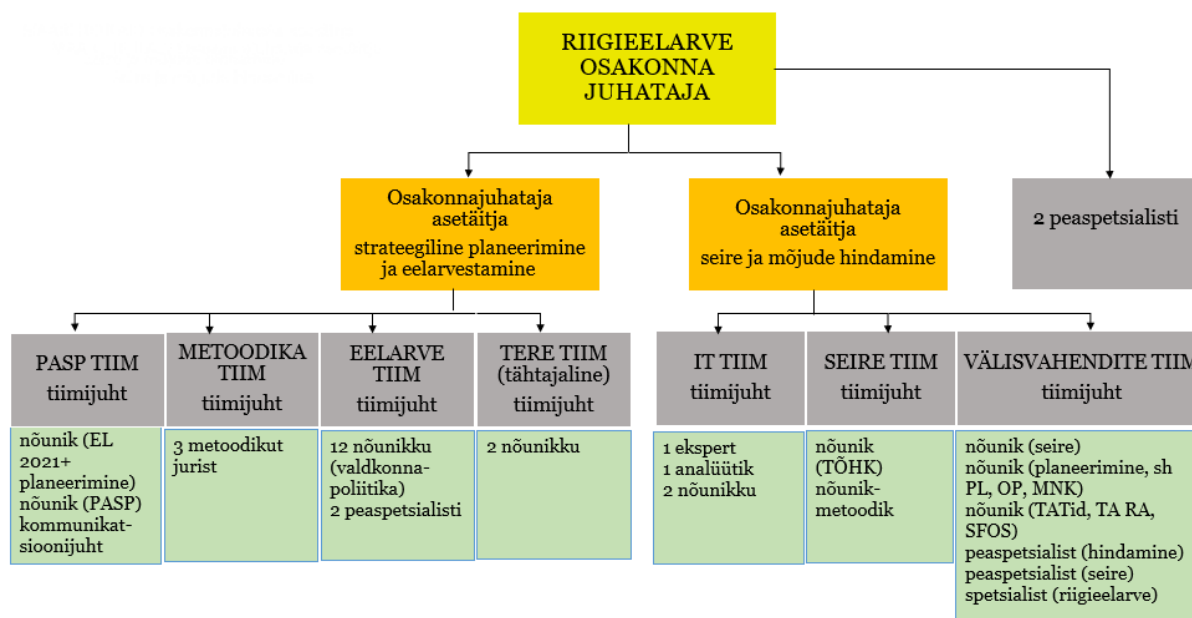 RIIGIEELARVE
OSAKONNA
JUHATAJA
Osakonnajuhataja
asetäitja
strateegiline planeerimine
ja eelarvestamine
Osakonnajuhataja
asetäitja
seire ja mõjude hindamine
2 peaspetsialisti
PASP TIIM
tiimijuht
METOODIKA
TIIM
tiimijuht
EELARVE
TIIM
tiimijuht
TERE TIIM
(tähtajaline)
tiimijuht
IT TIIM
tiimijuht
SEIRE TIIM
tiimijuht
VÄLISVAHENDITE TIIM
tiimijuht
nõunik (EL
2021+
planeerimine)
nõunik (PASP)
kommunikat-
sioonijuht
3 metoodikut
jurist
12 nõunikku
(valdkonna-
poliitika)
2 peaspetsialisti
2 nõunikku
1 ekspert
1 analüütik
2 nõunikku
nõunik
(TÕHK)
nõunik-
metoodik
nõunik (seire)
nõunik (planeerimine, sh
PL, OP, MNK)
nõunik (TATid, TA RA,
SFOS)
peaspetsialist (hindamine)
peaspetsialist (seire)
spetsialist (riigieelarve)